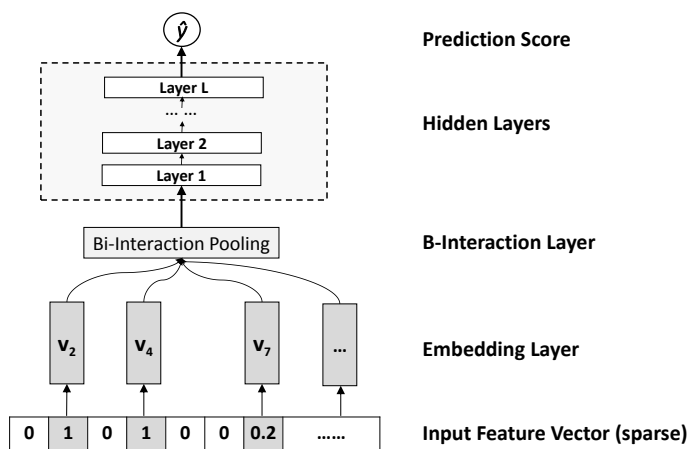 ŷ Prediction Score
Layer L
... ...
Layer 2
Layer 1
Hidden Layers
Bi-Interaction Pooling B-Interaction Layer
v2 v4 v7 ... Embedding Layer
0 1 0 1 0 0 0.2 ...... Input Feature Vector (sparse)